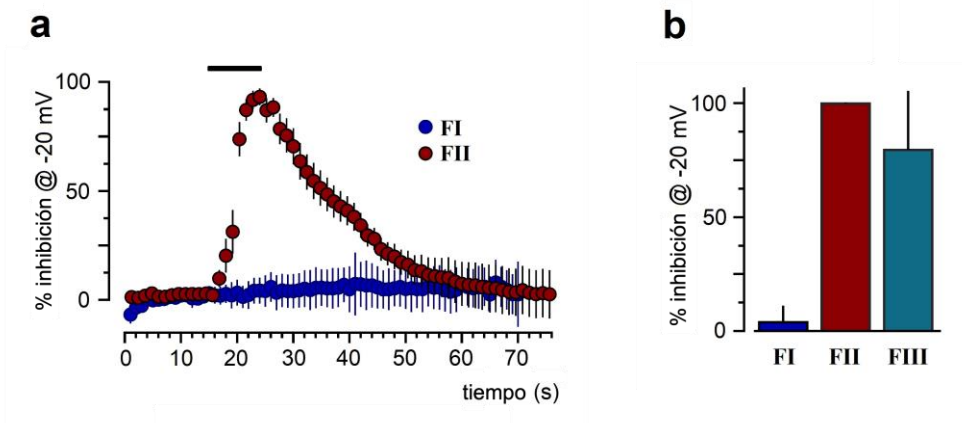 a
% inhibición @ -20 mV
100
50
0
FI
FII
0 10 20 30 40 50 60 70
tiempo (s)
b
% inhibición @ -20 mV
100
50
0
FI FII FIII